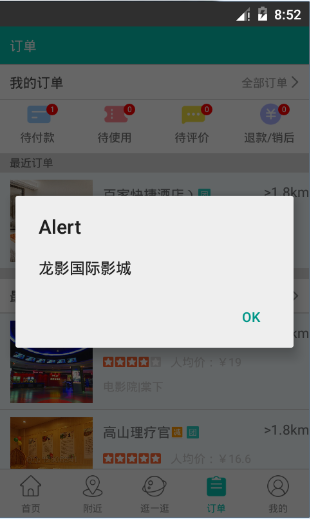 8:52
订单
我的订单
全部订单 >
1
0
0
0
待付款
待使用
待评价
退款/销后
最近订单
百家快捷酒店
团
>1.8km
Alert
龙影国际影城
OK
km
人均价：￥19
电影院|篙下
高山理疗官
团
>1.8km
人均价：￥16.6
首页
附近
逛一逛
订单
我的